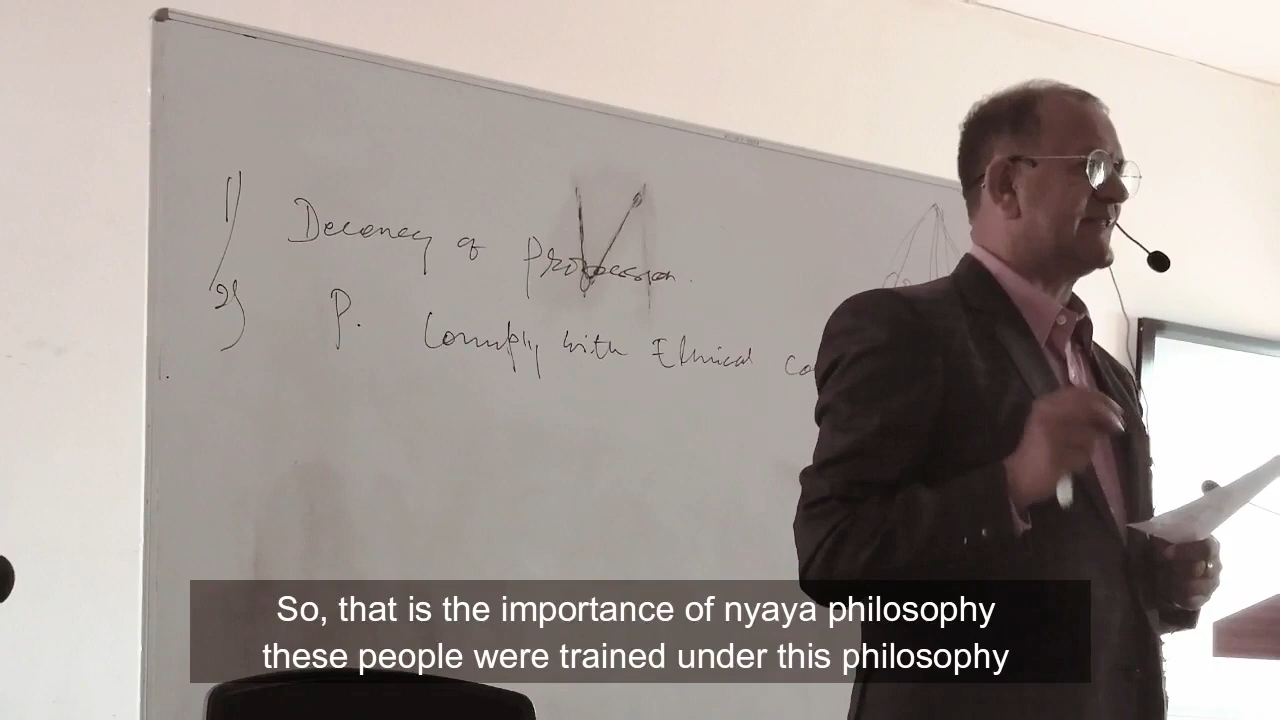 1) Decency of Profession.
2) P. Comply with Ethical co
So, that is the importance of nyaya philosophy
these people were trained under this philosophy